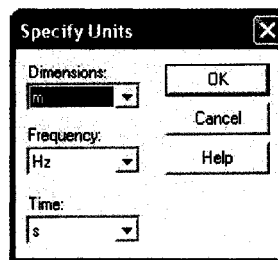 Specify Units
Dimensions:
m
OK
Cancel
Frequency:
Hz
Help
Time:
s